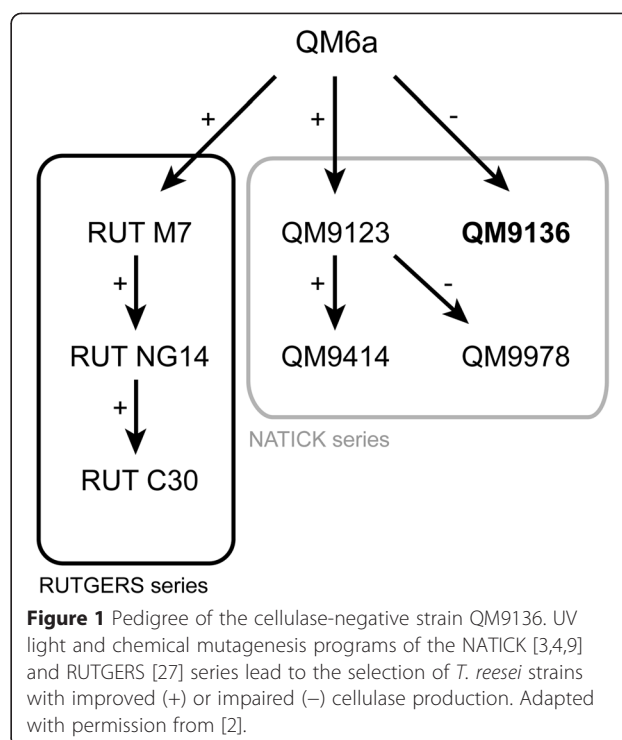 QM6a
+ + -
RUT M7 QM9123 QM9136
+ + -
RUT NG14 QM9414 QM9978
+
RUT C30
NATICK series
RUTGERS series
Figure 1 Pedigree of the cellulase-negative strain QM9136. UV
light and chemical mutagenesis programs of the NATICK [3,4,9]
and RUTGERS [27] series lead to the selection of T. reesei strains
with improved (+) or impaired (−) cellulase production. Adapted
with permission from [2].